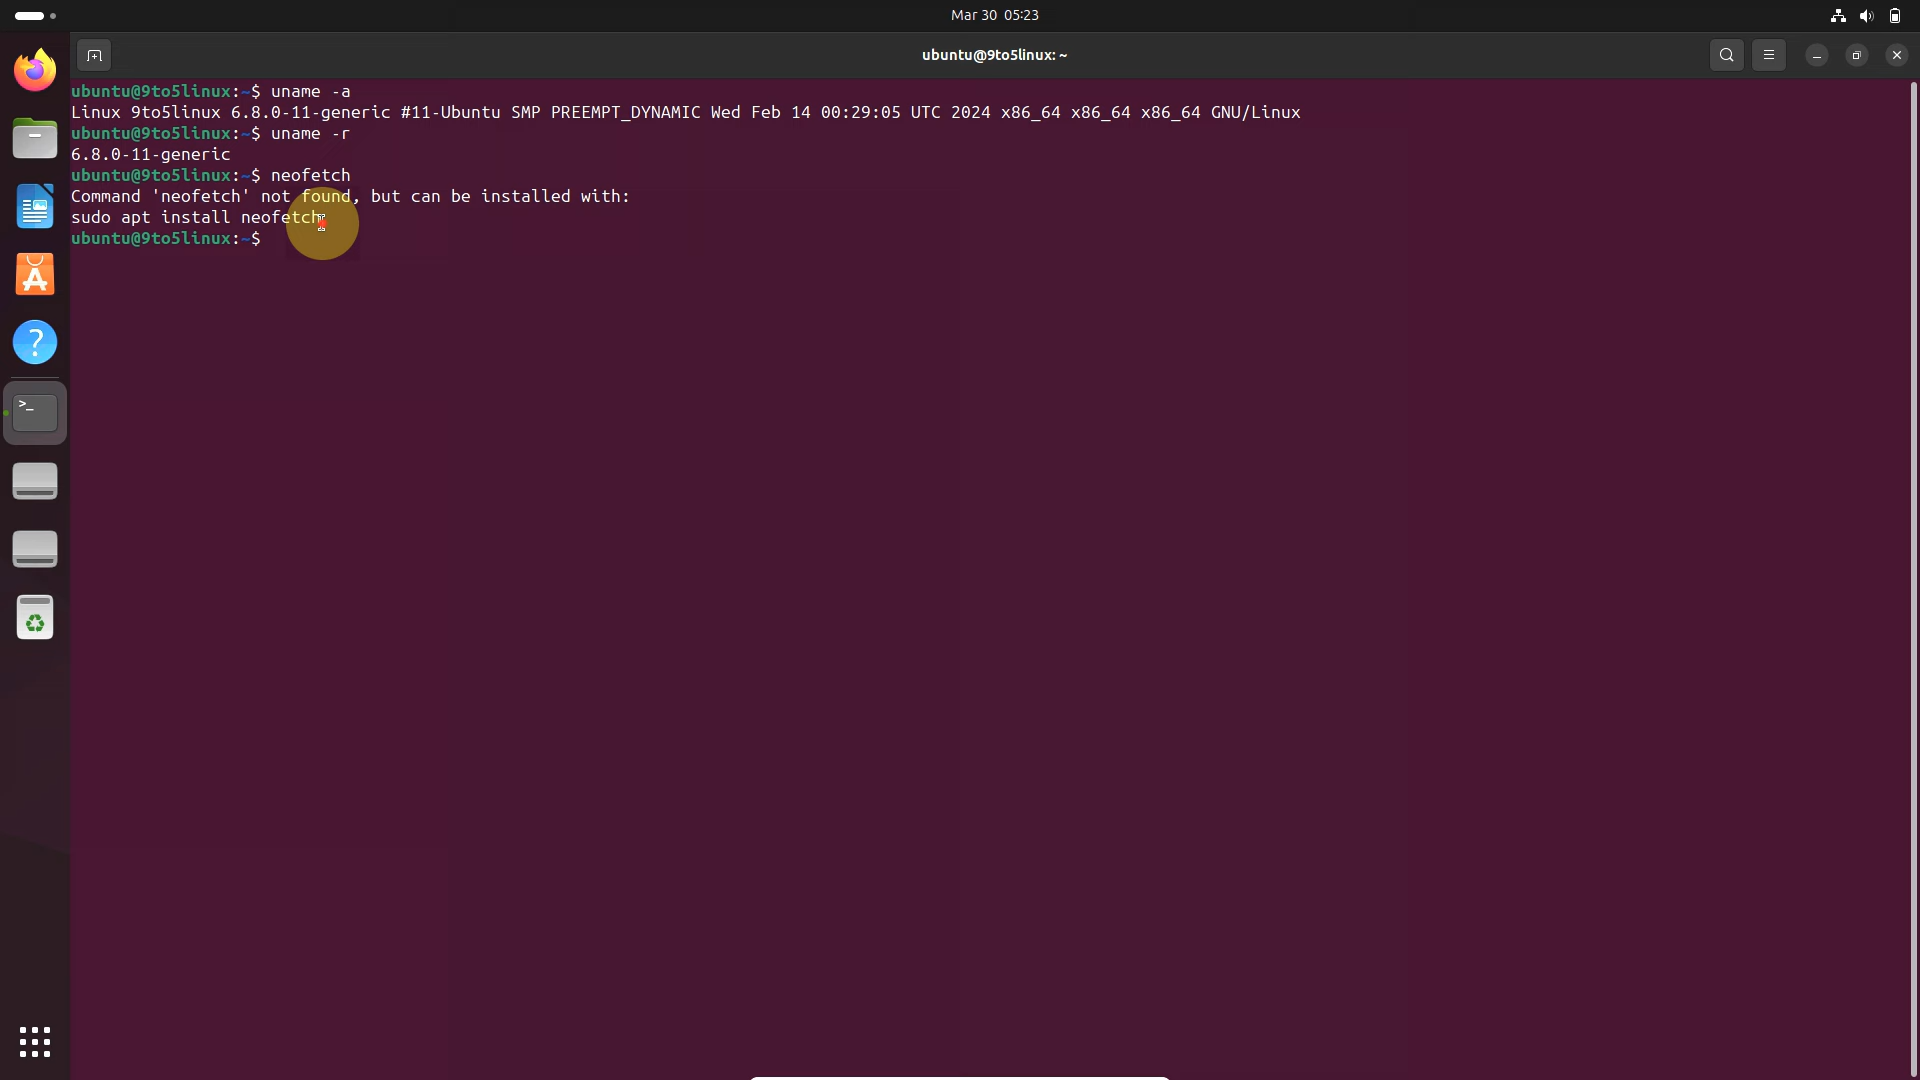 Mar 30 05:23
ubuntu@9to5linux: ~
ubuntu@9to5linux:~$ uname -a
Linux 9to5linux 6.8.0-11-generic #11-Ubuntu SMP PREEMPT_DYNAMIC Wed Feb 14 00:29:05 UTC 2024 x86_64 x86_64 x86_64 GNU/Linux
ubuntu@9to5linux:~$ uname -r
6.8.0-11-generic
ubuntu@9to5linux:~$ neofetch
Command 'neofetch' not found, but can be installed with:
sudo apt install neofetch
ubuntu@9to5linux:~$